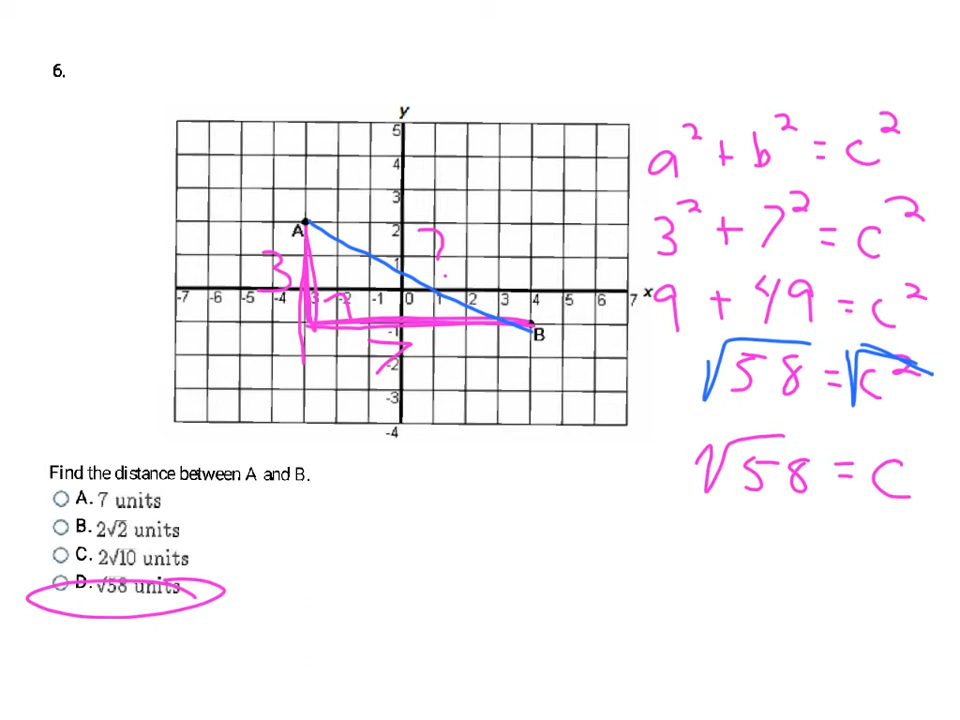 6.
y
5
4
3
A
2
?
1
3
-7 -6 -5 -4 -3 -2 -1 0 1 2 3 4 5 6 7 x
-1
B
7
-2
-3
-4
a² + b² = c²
3² + 7² = c²
9 + 49 = c²
√58 = √c²
√58 = c
Find the distance between A and B.
A. 7 units
B. 2√2 units
C. 2√10 units
D. √58 units